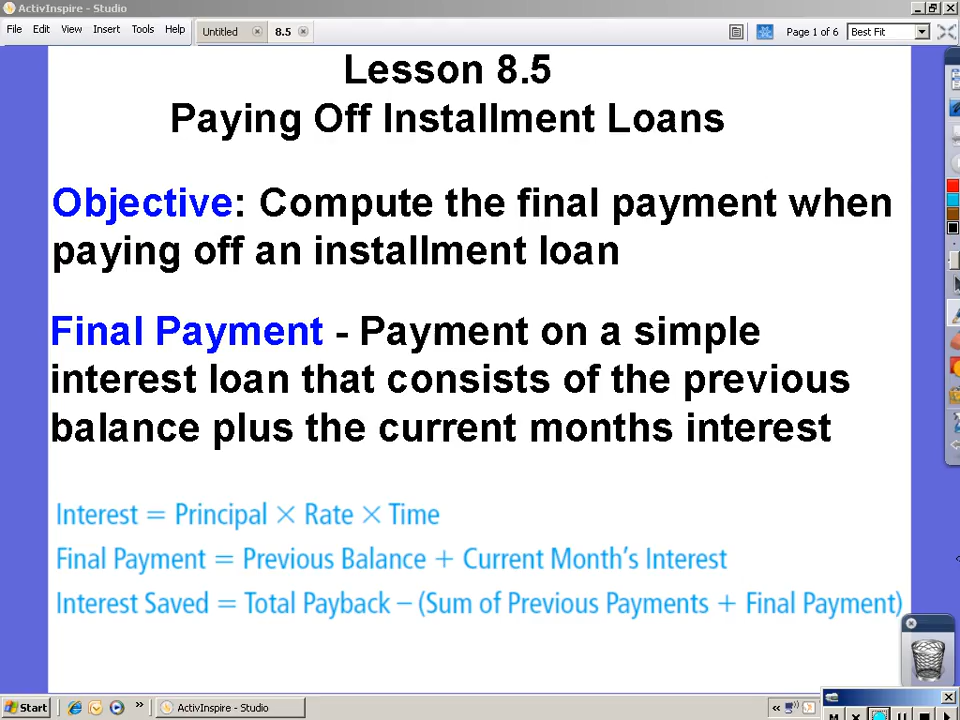 ActivInspire - Studio
File Edit View Insert Tools Help Untitled 8.5 Page 1 of 6 Best Fit
Lesson 8.5
Paying Off Installment Loans
Objective: Compute the final payment when
paying off an installment loan
Final Payment - Payment on a simple
interest loan that consists of the previous
balance plus the current months interest
Interest = Principal × Rate × Time
Final Payment = Previous Balance + Current Month's Interest
Interest Saved = Total Payback – (Sum of Previous Payments + Final Payment)
Start ActivInspire - Studio